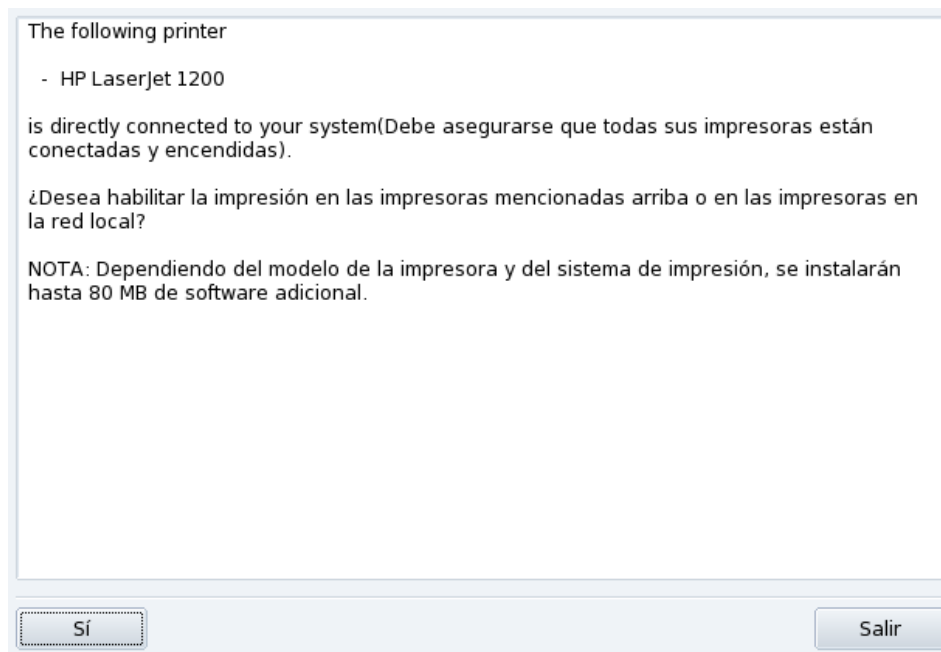 The following printer
- HP LaserJet 1200
is directly connected to your system(Debe asegurarse que todas sus impresoras están
conectadas y encendidas).
¿Desea habilitar la impresión en las impresoras mencionadas arriba o en las impresoras en
la red local?
NOTA: Dependiendo del modelo de la impresora y del sistema de impresión, se instalarán
hasta 80 MB de software adicional.
Sí
Salir